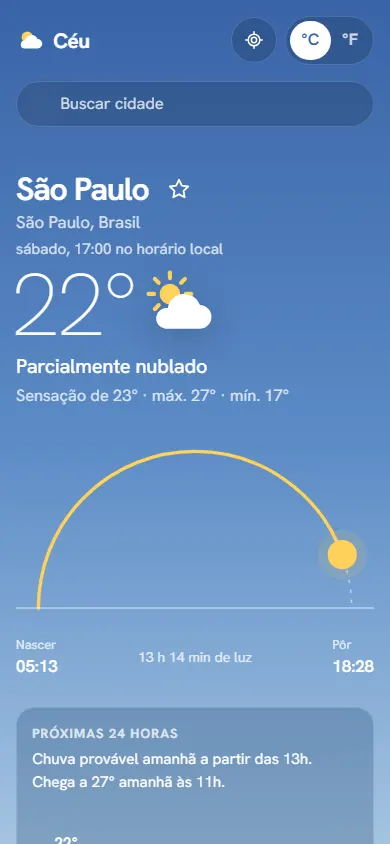 Céu
°C
°F
Buscar cidade
São Paulo
São Paulo, Brasil
sábado, 17:00 no horário local
22°
Parcialmente nublado
Sensação de 23° · máx. 27° · mín. 17°
Nascer
Pôr
05:13
13 h 14 min de luz
18:28
PRÓXIMAS 24 HORAS
Chuva provável amanhã a partir das 13h.
Chega a 27° amanhã às 11h.
22°